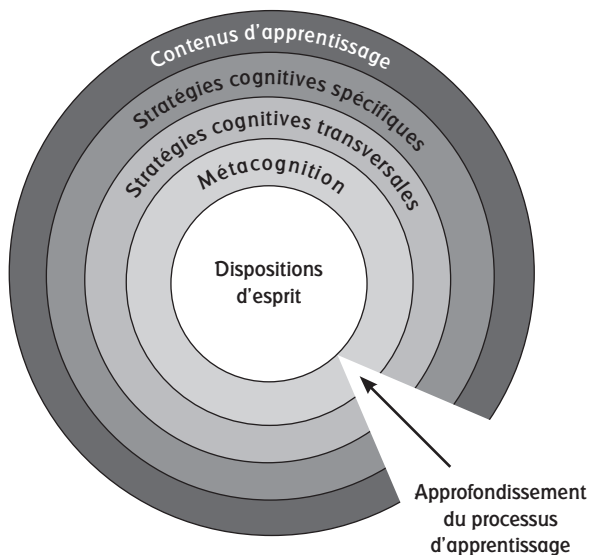 Contenus d'apprentissage
Stratégies cognitives spécifiques
Stratégies cognitives transversales
Métacognition
Dispositions
d'esprit
Approfondissement
du processus
d'apprentissage